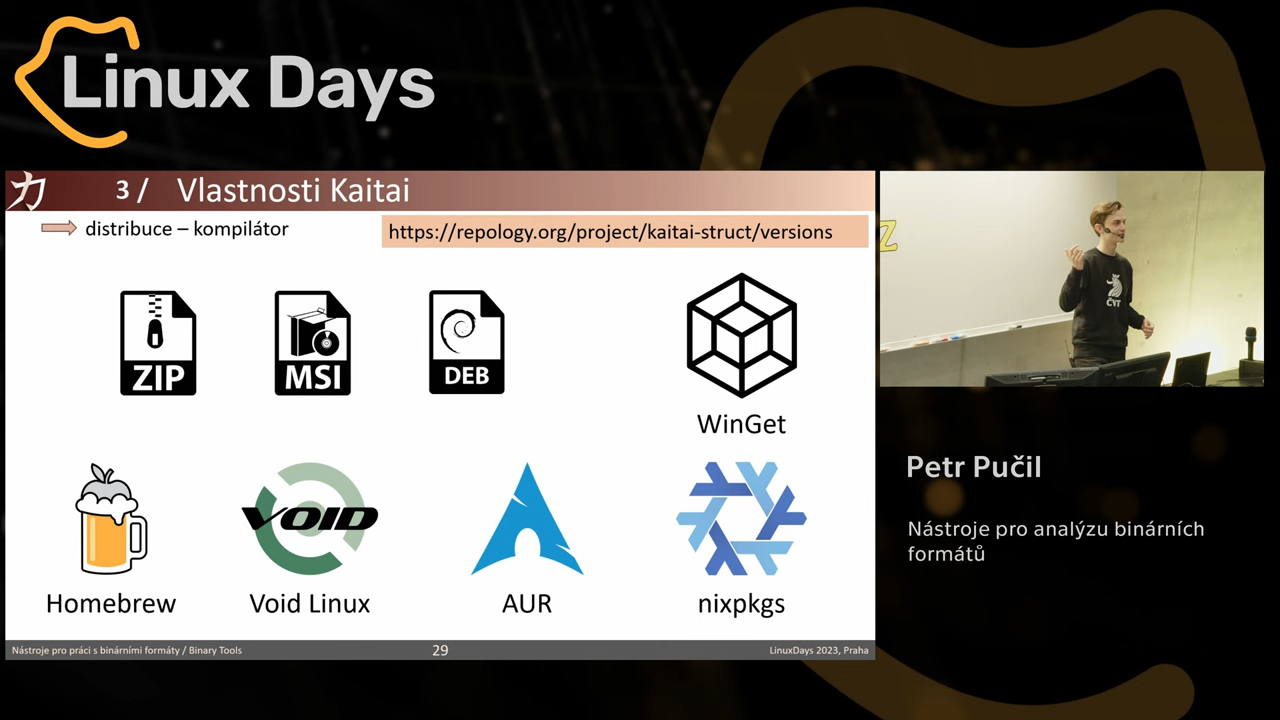 Linux Days
3 / Vlastnosti Kaitai
distribuce – kompilátor
https://repology.org/project/kaitai-struct/versions
ZIP
MSI
DEB
WinGet
VOID
Homebrew
Void Linux
AUR
nixpkgs
Nástroje pro práci s binárními formáty / Binary Tools
29
LinuxDays 2023, Praha
Z
ČVT
Petr Pučil
Nástroje pro analýzu binárních
formátů
力